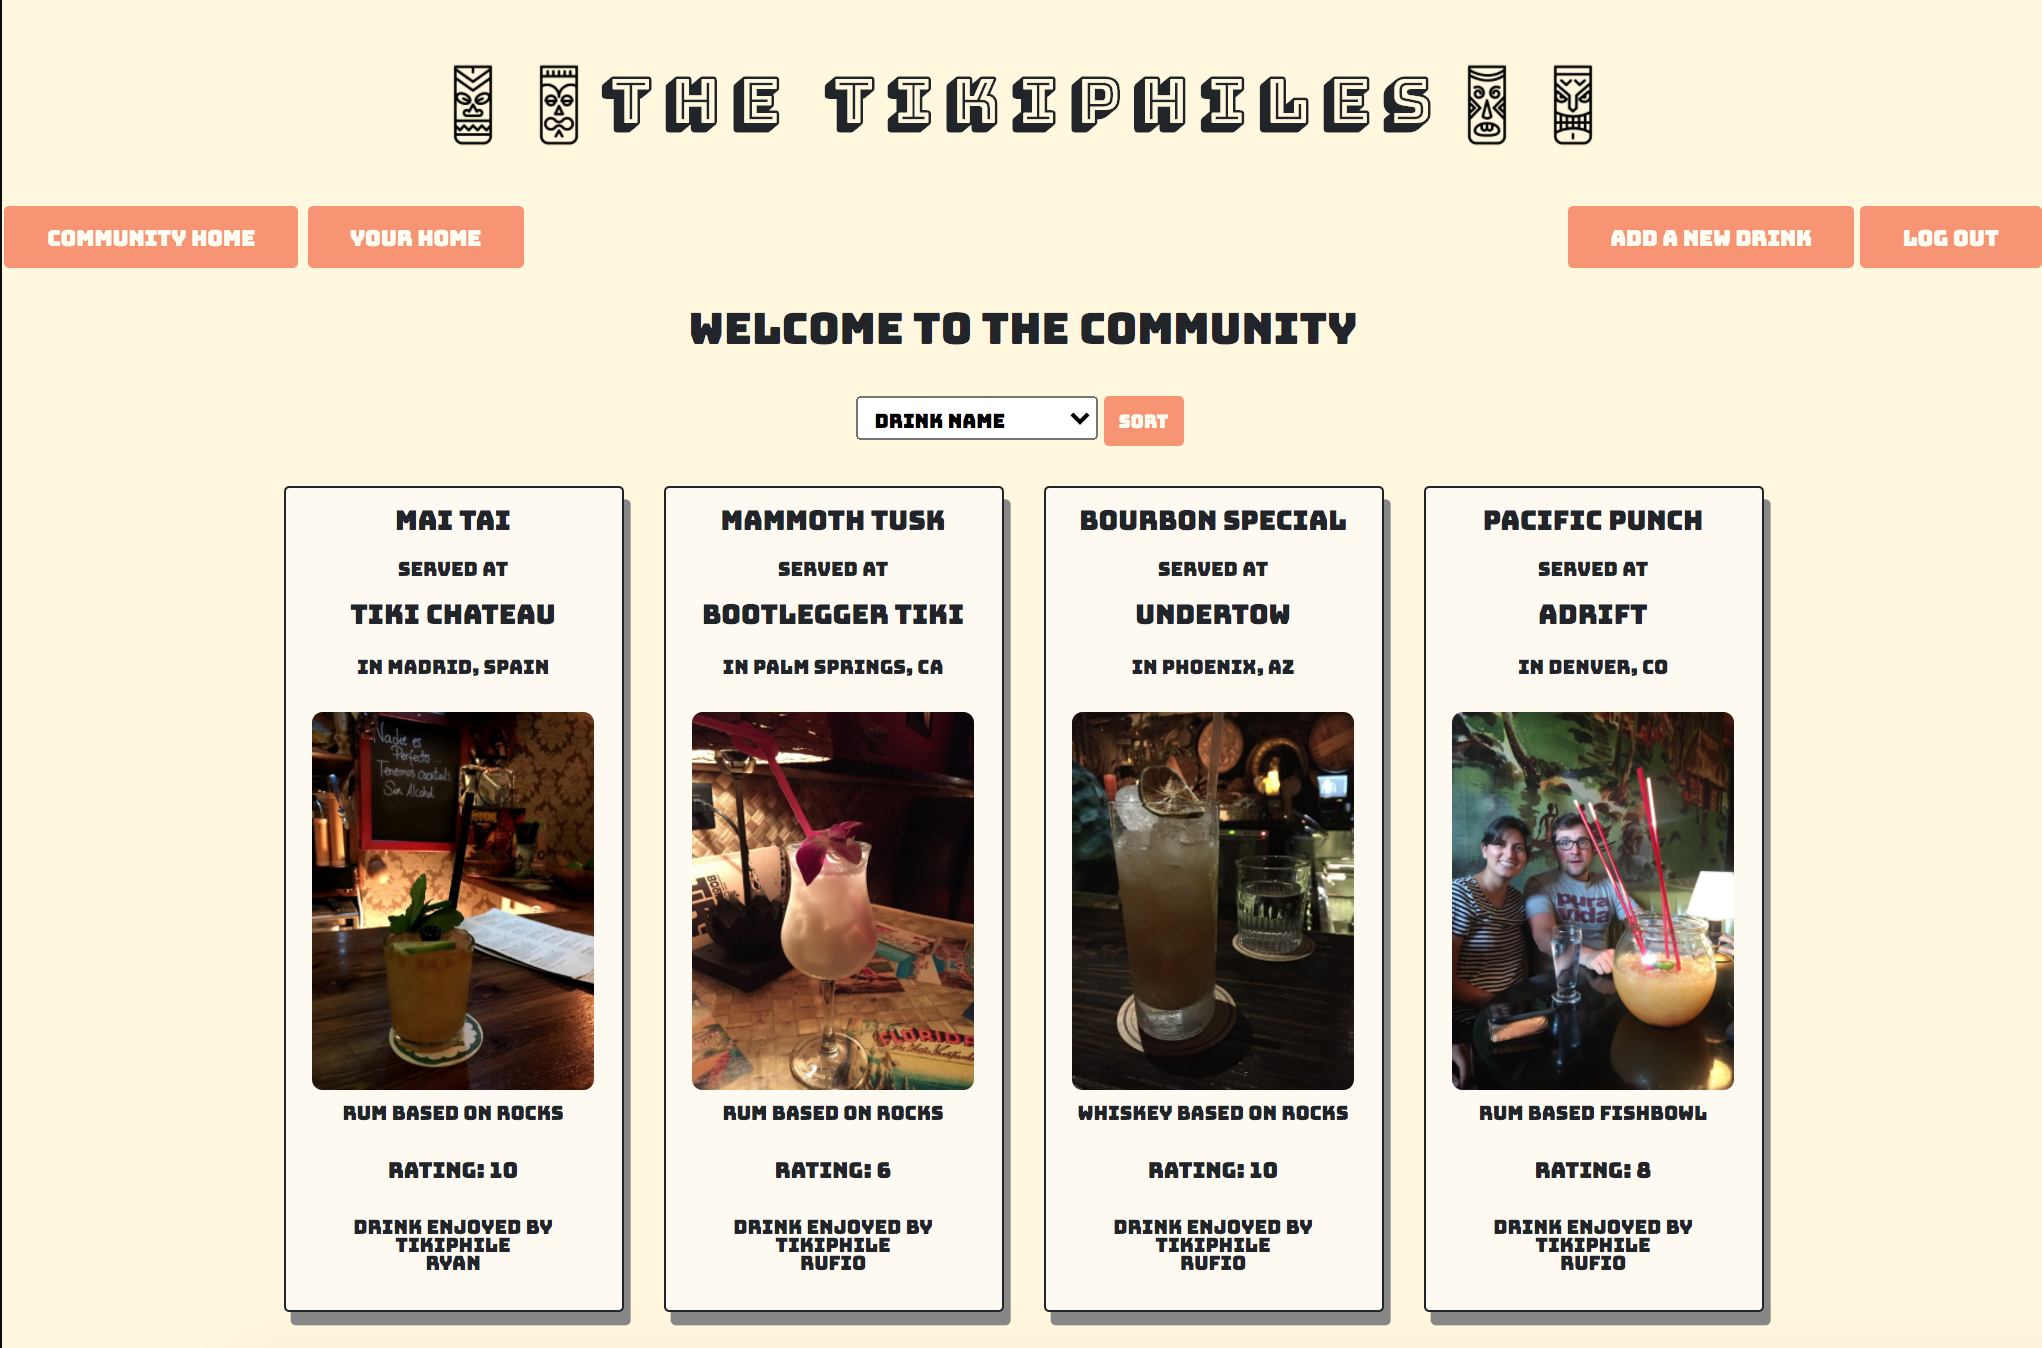 THE TIKIPHILES
COMMUNITY HOME
YOUR HOME
ADD A NEW DRINK
LOG OUT
WELCOME TO THE COMMUNITY
DRINK NAME
SORT
MAI TAI
SERVED AT
TIKI CHATEAU
IN MADRID, SPAIN
Nadie es
Perfecto
Tenemos cocktails
Sin Alcohol
RUM BASED ON ROCKS
RATING: 10
DRINK ENJOYED BY
TIKIPHILE
RYAN
MAMMOTH TUSK
SERVED AT
BOOTLEGGER TIKI
IN PALM SPRINGS, CA
FLORIDA
RUM BASED ON ROCKS
RATING: 6
DRINK ENJOYED BY
TIKIPHILE
RUFIO
BOURBON SPECIAL
SERVED AT
UNDERTOW
IN PHOENIX, AZ
WHISKEY BASED ON ROCKS
RATING: 10
DRINK ENJOYED BY
TIKIPHILE
RUFIO
PACIFIC PUNCH
SERVED AT
ADRIFT
IN DENVER, CO
pura
vida
RUM BASED FISHBOWL
RATING: 8
DRINK ENJOYED BY
TIKIPHILE
RUFIO